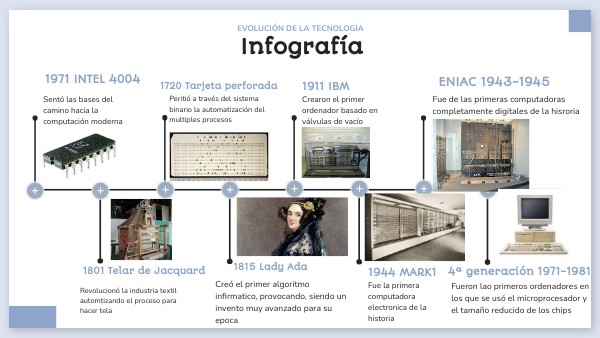 EVOLUCIÓN DE LA TECNOLOGÍA
Infografía
1971 INTEL 4004
Sentó las bases del
camino hacia la
computación moderna
1720 Tarjeta perforada
Peritió a través del sistema
binario la automatización del
multiples procesos
1911 IBM
Crearon el primer
ordenador basado en
válvulas de vacío
ENIAC 1943-1945
Fue de las primeras computadoras
completamente digitales de la hisroria
1801 Telar de Jacquard
Revolucionó la industria textil
automtizando el proceso para
hacer tela
1815 Lady Ada
Creó el primer algoritmo
infirmatico, provocando, siendo un
invento muy avanzado para su
epoca
1944 MARK1
Fue la primera
computadora
electronica de la
historia
4ª generación 1971-1981
Fueron lao primeros ordenadores en
los que se usó el microprocesador y
el tamaño reducido de los chips